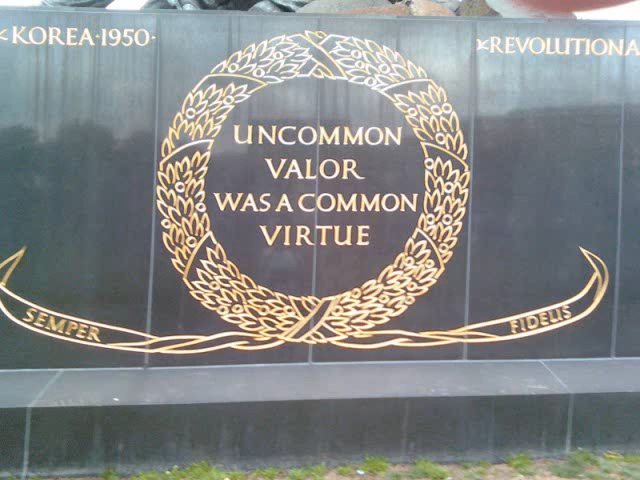 KOREA·1950·
REVOLUTIONA
UNCOMMON
VALOR
WAS A COMMON
VIRTUE
SEMPER
FIDELIS